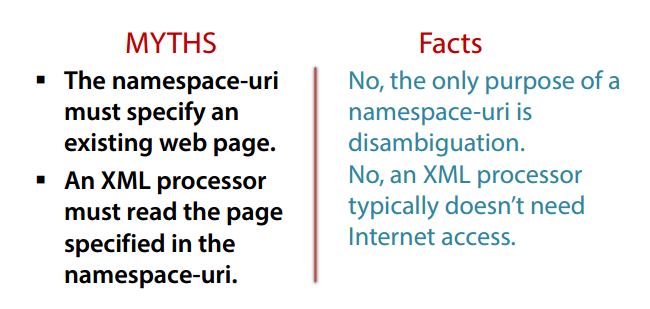 MYTHS
▪ The namespace-uri
must specify an
existing web page.
▪ An XML processor
must read the page
specified in the
namespace-uri.
Facts
No, the only purpose of a
namespace-uri is
disambiguation.
No, an XML processor
typically doesn’t need
Internet access.